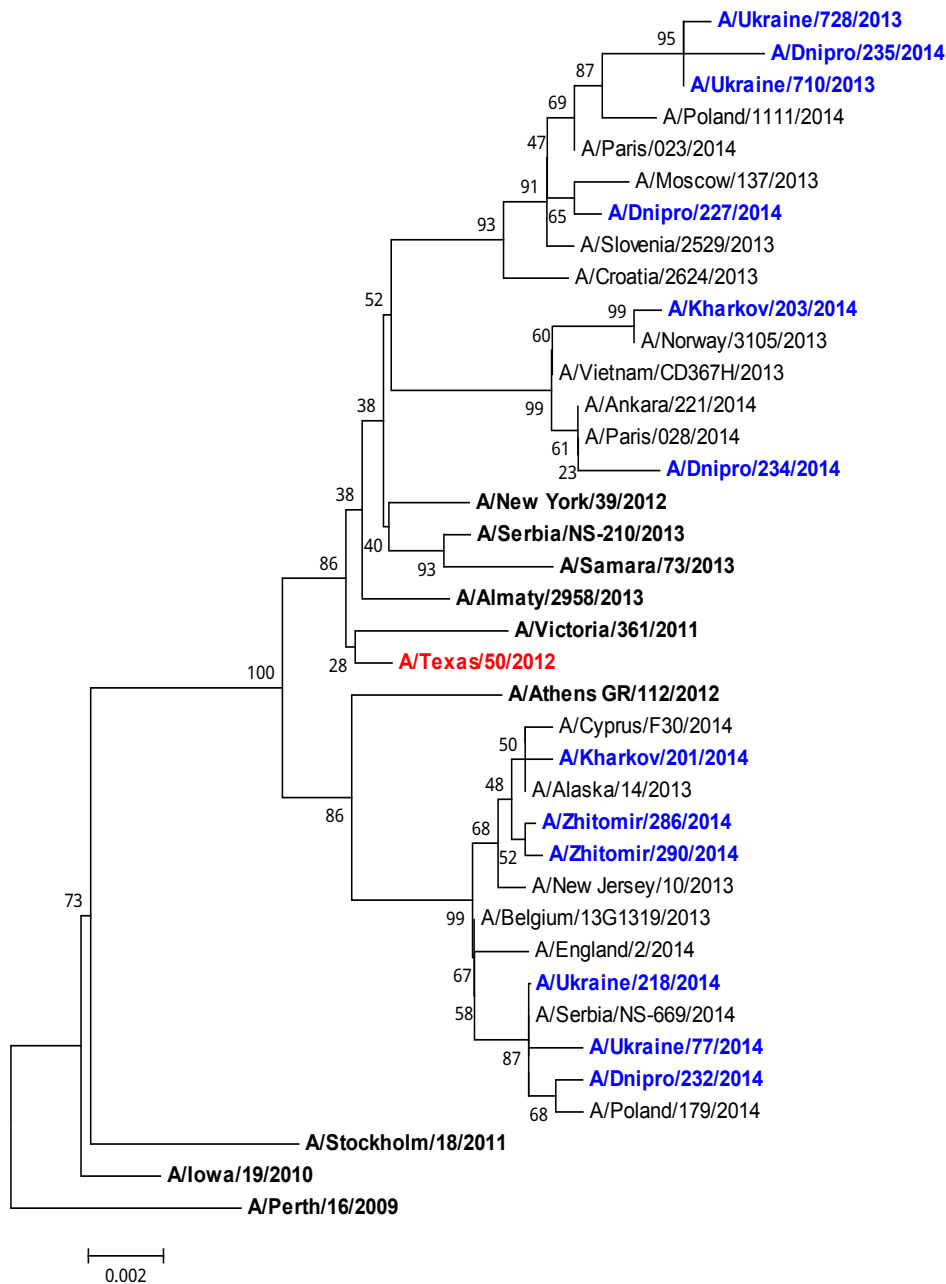 A/Ukraine/728/2013
95
A/Dnipro/235/2014
87
A/Ukraine/710/2013
69
A/Poland/1111/2014
47
A/Paris/023/2014
A/Moscow/137/2013
91
65
A/Dnipro/227/2014
93
A/Slovenia/2529/2013
A/Croatia/2624/2013
52
99
A/Kharkov/203/2014
60
A/Norway/3105/2013
A/Vietnam/CD367H/2013
99
A/Ankara/221/2014
38
A/Paris/028/2014
61
23
A/Dnipro/234/2014
38
A/New York/39/2012
A/Serbia/NS-210/2013
40
93
A/Samara/73/2013
86
A/Almaty/2958/2013
A/Victoria/361/2011
28
A/Texas/50/2012
100
A/Athens GR/112/2012
A/Cyprus/F30/2014
50
A/Kharkov/201/2014
48
A/Alaska/14/2013
86
A/Zhitomir/286/2014
68
52
A/Zhitomir/290/2014
A/New Jersey/10/2013
73
99
A/Belgium/13G1319/2013
A/England/2/2014
67
A/Ukraine/218/2014
58
A/Serbia/NS-669/2014
87
A/Ukraine/77/2014
A/Dnipro/232/2014
68
A/Poland/179/2014
A/Stockholm/18/2011
A/Iowa/19/2010
A/Perth/16/2009
0.002